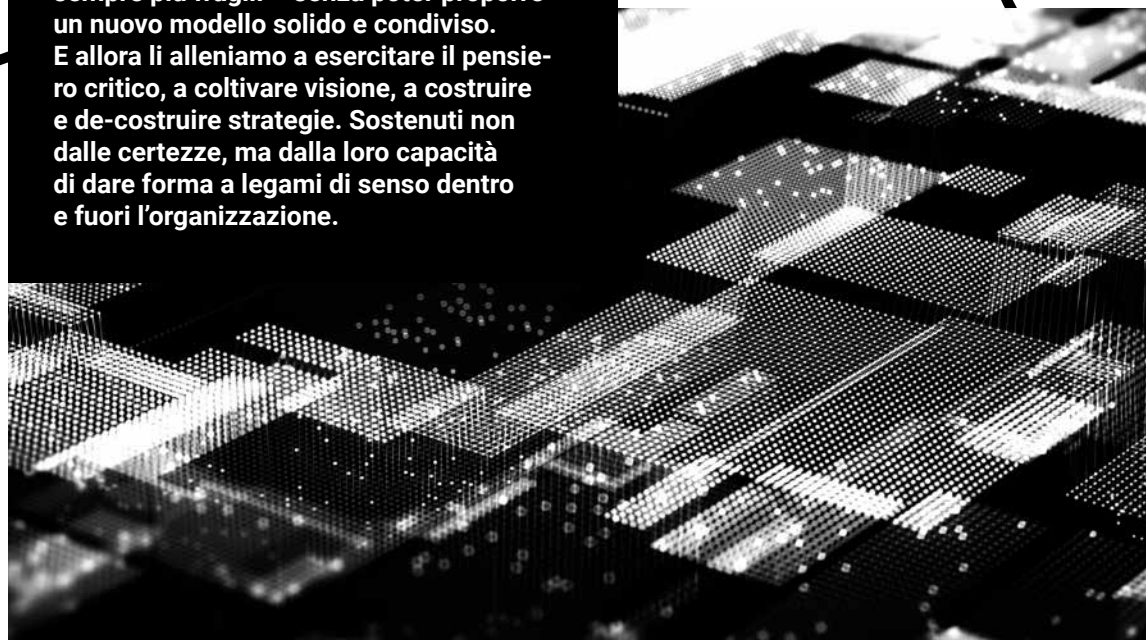 un nuovo modello solido e condiviso.
E allora li alleniamo a esercitare il pensie-
ro critico, a coltivare visione, a costruire
e de-costruire strategie. Sostenuti non
dalle certezze, ma dalla loro capacità
di dare forma a legami di senso dentro
e fuori l’organizzazione.